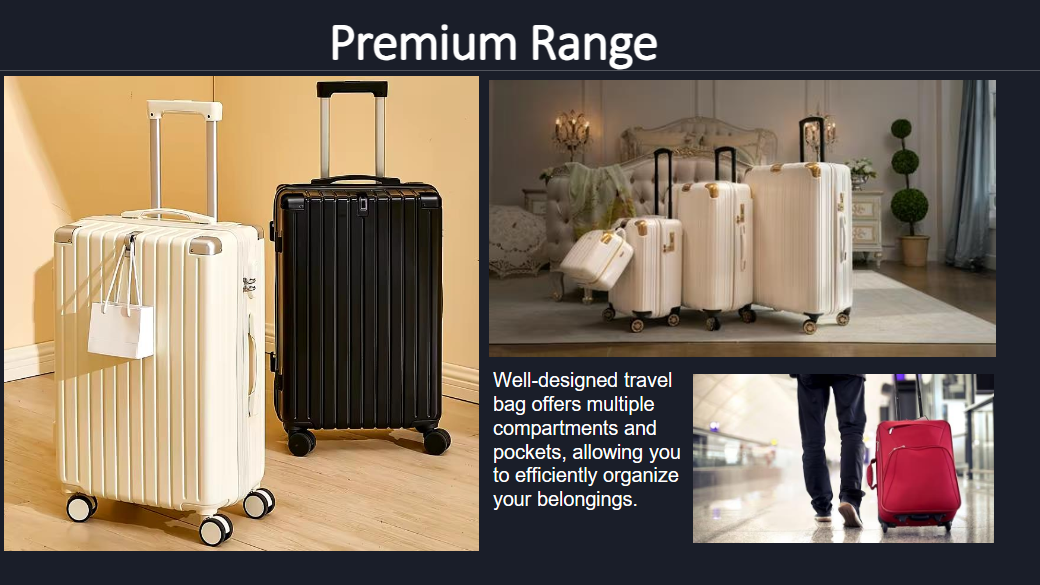 Premium Range
Well-designed travel
bag offers multiple
compartments and
pockets, allowing you
to efficiently organize
your belongings.